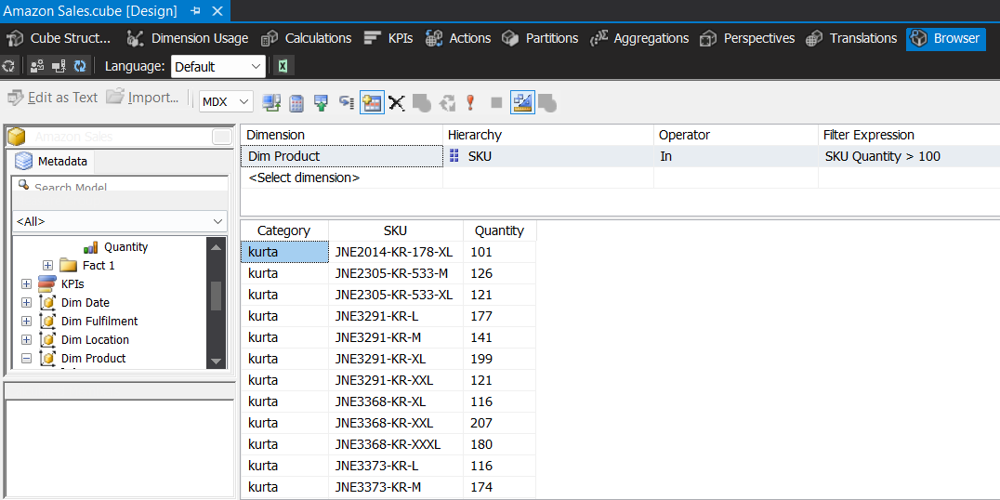 Amazon Sales.cube [Design]
Cube Struct... Dimension Usage Calculations KPIs Actions Partitions Aggregations Perspectives Translations Browser
Language: Default
Edit as Text Import... MDX
Amazon Sales
Metadata
Search Model
<All>
Quantity
Fact 1
KPIs
Dim Date
Dim Fulfilment
Dim Location
Dim Product
Dimension Hierarchy Operator Filter Expression
Dim Product SKU In SKU Quantity > 100
<Select dimension>
Category SKU Quantity
kurta JNE2014-KR-178-XL 101
kurta JNE2305-KR-533-M 126
kurta JNE2305-KR-533-XL 121
kurta JNE3291-KR-L 177
kurta JNE3291-KR-M 141
kurta JNE3291-KR-XL 199
kurta JNE3291-KR-XXL 121
kurta JNE3368-KR-XL 116
kurta JNE3368-KR-XXL 207
kurta JNE3368-KR-XXXL 180
kurta JNE3373-KR-L 116
kurta JNE3373-KR-M 174